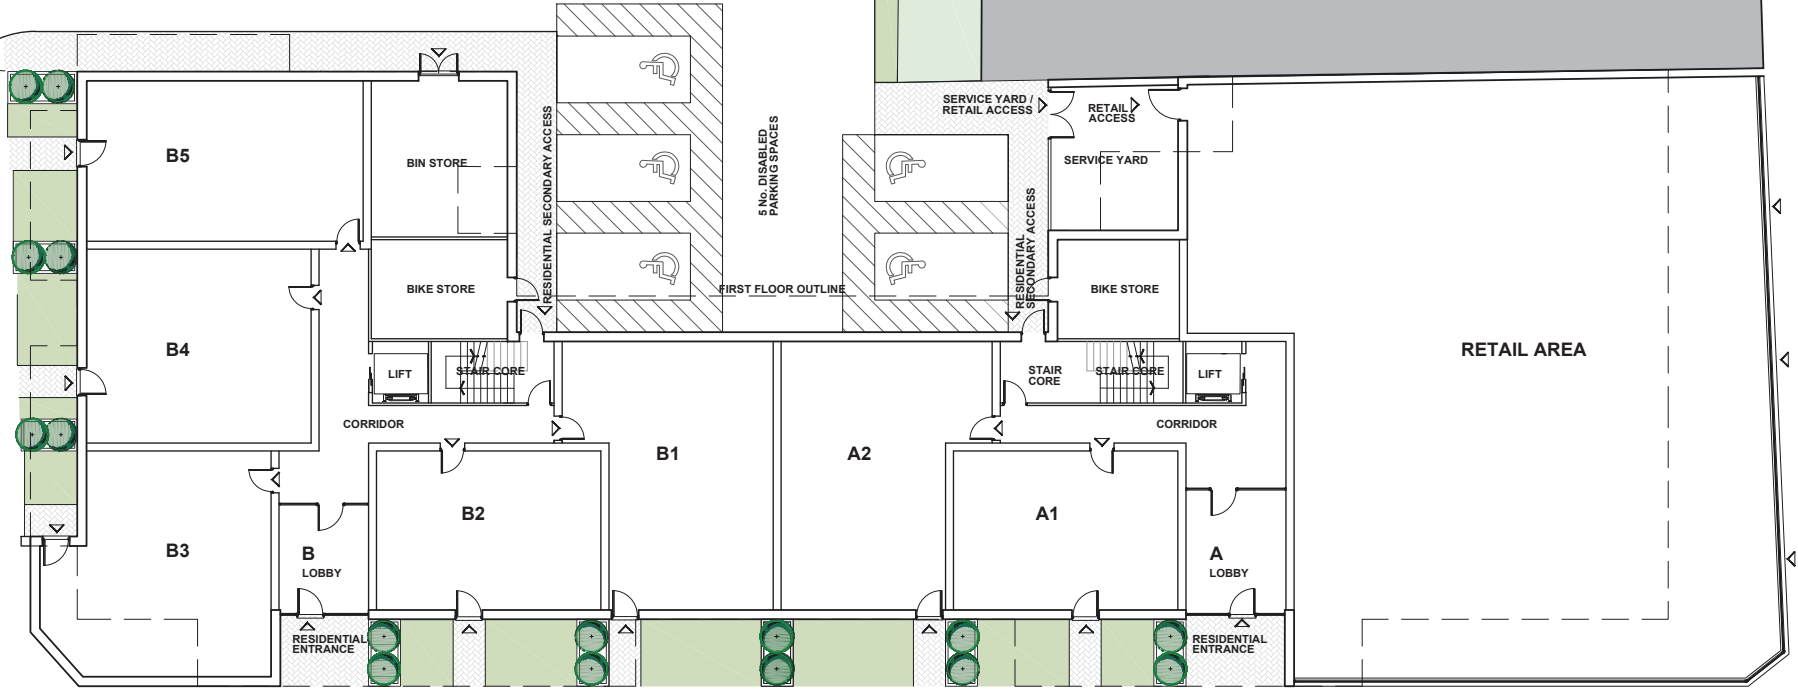 B5
BIN STORE
RESIDENTIAL SECONDARY ACCESS
5 No. DISABLED
PARKING SPACES
SERVICE YARD /
RETAIL ACCESS
RETAIL
ACCESS
SERVICE YARD
RESIDENTIAL
SECONDARY ACCESS
BIKE STORE
FIRST FLOOR OUTLINE
BIKE STORE
B4
RETAIL AREA
LIFT
STAIR CORE
STAIR
CORE
STAIR CORE
LIFT
CORRIDOR
CORRIDOR
B1
A2
B2
A1
B3
B
LOBBY
A
LOBBY
RESIDENTIAL
ENTRANCE
RESIDENTIAL
ENTRANCE